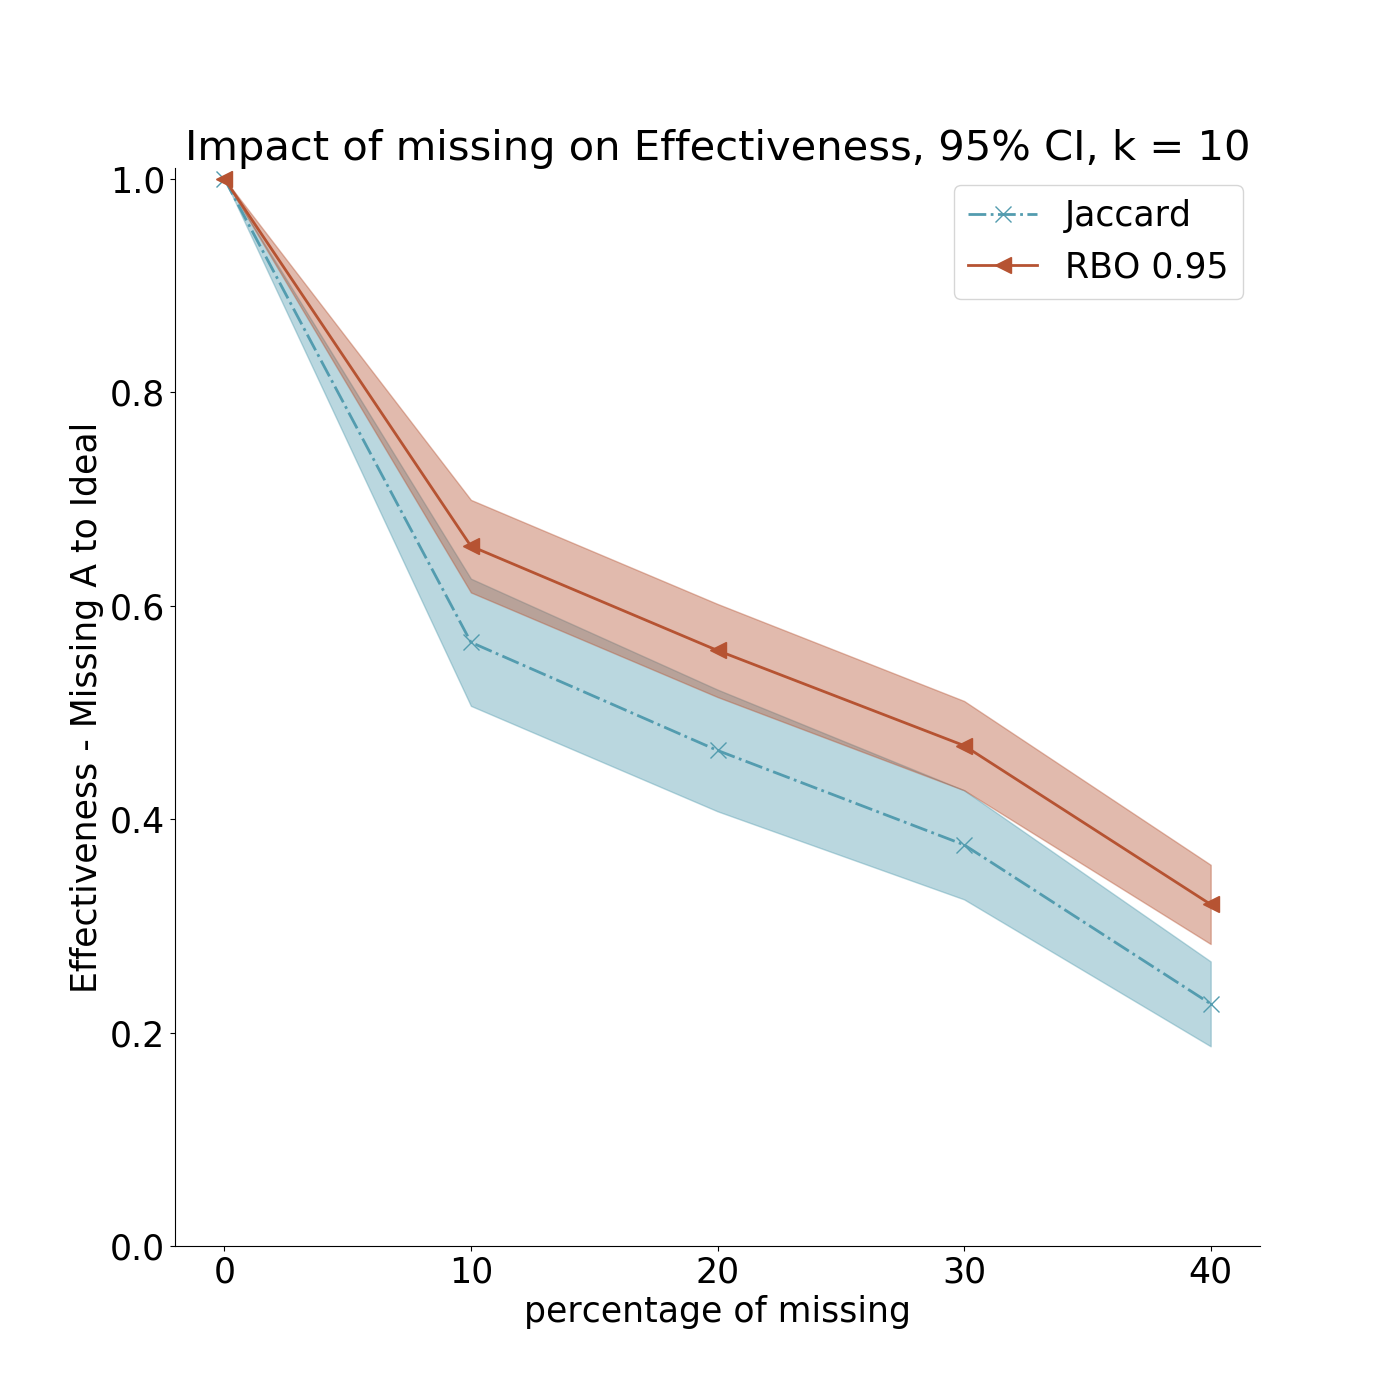 Impact of missing on Effectiveness, 95% CI, k = 10
Jaccard
RBO 0.95
Effectiveness - Missing A to Ideal
1.0
0.8
0.6
0.4
0.2
0.0
0 10 20 30 40
percentage of missing